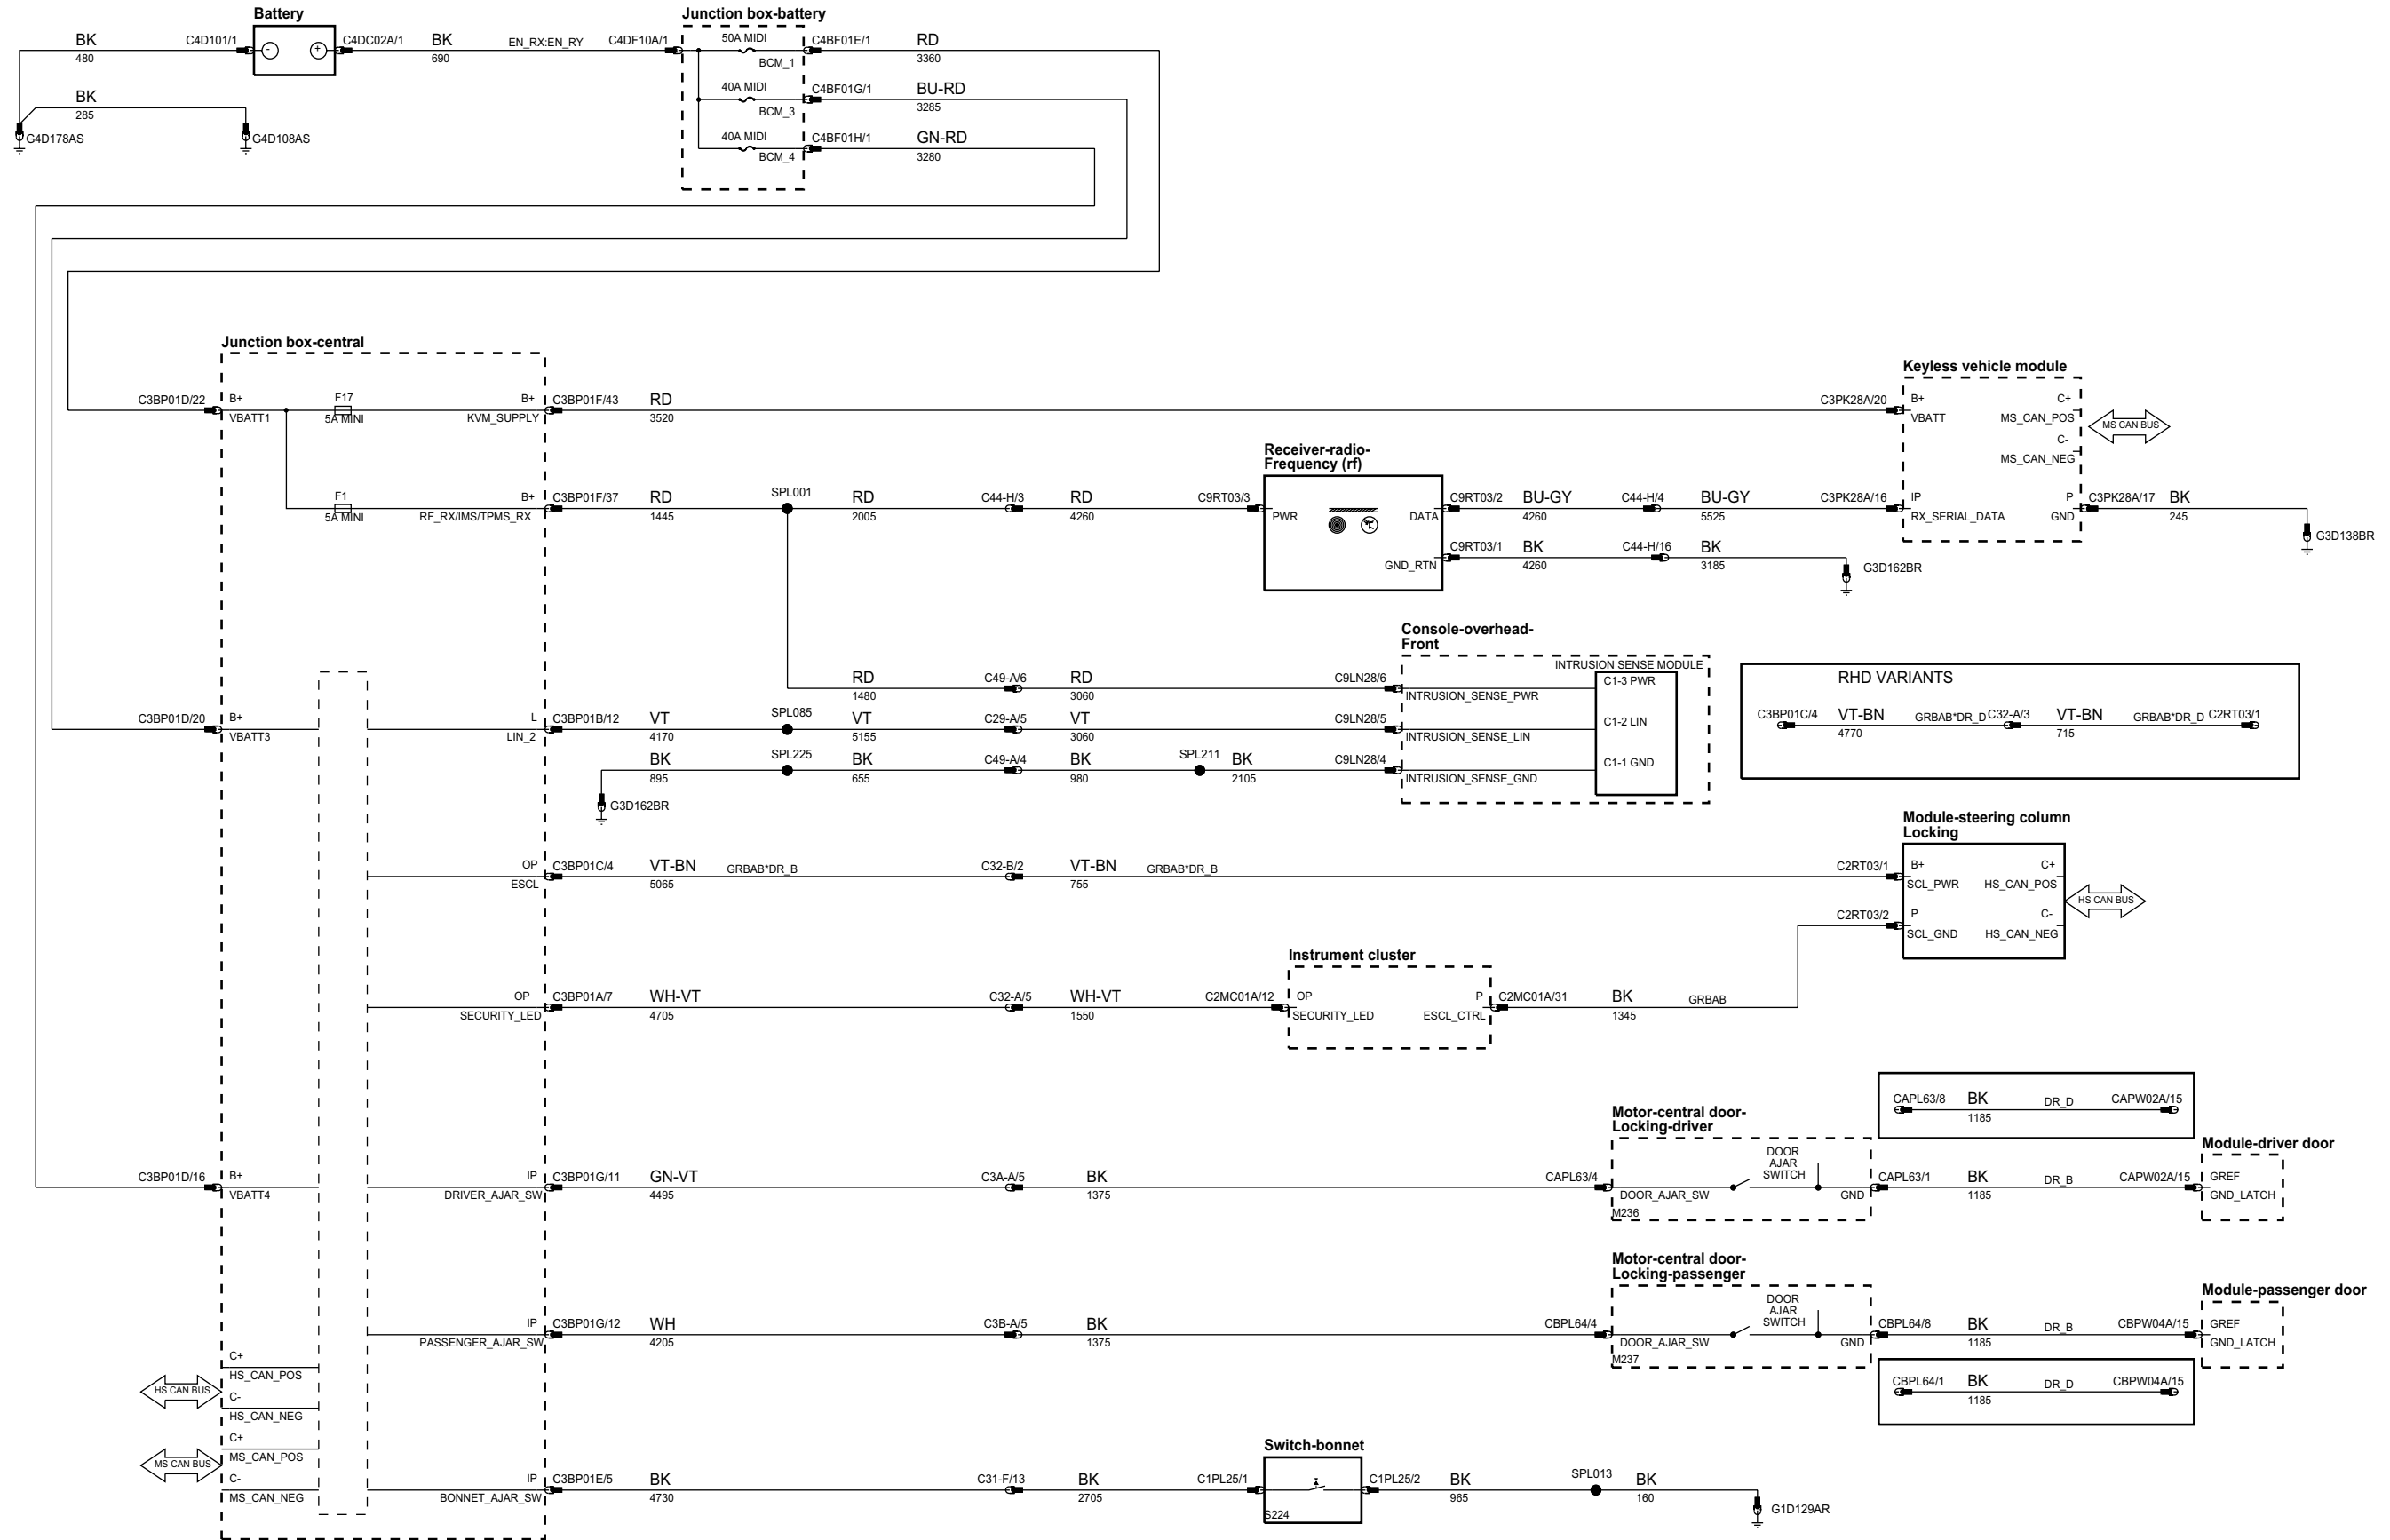 Battery
Junction box-battery
BK
480
C4D101/1
-
+
C4DC02A/1
BK
690
EN_RX:EN_RY
C4DF10A/1
50A MIDI
BCM_1
C4BF01E/1
RD
3360
BK
285
40A MIDI
BCM_3
C4BF01G/1
BU-RD
3285
G4D178AS
G4D108AS
40A MIDI
BCM_4
C4BF01H/1
GN-RD
3280
Junction box-central
Keyless vehicle module
C3BP01D/22
B+
VBATT1
F17
5A MINI
B+
KVM_SUPPLY
C3BP01F/43
RD
3520
C3PK28A/20
B+
VBATT
C+
MS_CAN_POS
C-
MS_CAN_NEG
MS CAN BUS
Receiver-radio-
Frequency (rf)
F1
5A MINI
B+
RF_RX/IMS/TPMS_RX
C3BP01F/37
RD
1445
SPL001
RD
2005
C44-H/3
RD
4260
C9RT03/3
PWR
DATA
C9RT03/2
BU-GY
4260
C44-H/4
BU-GY
5525
C3PK28A/16
IP
RX_SERIAL_DATA
P
GND
C3PK28A/17
BK
245
G3D138BR
GND_RTN
C9RT03/1
BK
4260
C44-H/16
BK
3185
G3D162BR
Console-overhead-
Front
INTRUSION SENSE MODULE
RD
1480
C49-A/6
RD
3060
C9LN28/6
INTRUSION_SENSE_PWR
C1-3 PWR
RHD VARIANTS
C3BP01C/4
VT-BN
4770
GRBAB*DR_D
C32-A/3
VT-BN
715
GRBAB*DR_D
C2RT03/1
C3BP01D/20
B+
VBATT3
L
LIN_2
C3BP01B/12
VT
4170
SPL085
VT
5155
C29-A/5
VT
3060
C9LN28/5
INTRUSION_SENSE_LIN
C1-2 LIN
BK
895
SPL225
BK
655
C49-A/4
BK
980
SPL211
BK
2105
C9LN28/4
INTRUSION_SENSE_GND
C1-1 GND
G3D162BR
Module-steering column
Locking
OP
ESCL
C3BP01C/4
VT-BN
5065
GRBAB*DR_B
C32-B/2
VT-BN
755
GRBAB*DR_B
C2RT03/1
B+
SCL_PWR
C+
HS_CAN_POS
HS CAN BUS
C2RT03/2
P
SCL_GND
C-
HS_CAN_NEG
Instrument cluster
OP
SECURITY_LED
C3BP01A/7
WH-VT
4705
C32-A/5
WH-VT
1550
C2MC01A/12
OP
SECURITY_LED
P
ESCL_CTRL
C2MC01A/31
BK
1345
GRBAB
CAPL63/8
BK
1185
DR_D
CAPW02A/15
Motor-central door-
Locking-driver
Module-driver door
C3BP01D/16
B+
VBATT4
IP
DRIVER_AJAR_SW
C3BP01G/11
GN-VT
4495
C3A-A/5
BK
1375
CAPL63/4
DOOR_AJAR_SW
M236
DOOR
AJAR
SWITCH
GND
CAPL63/1
BK
1185
DR_B
CAPW02A/15
GREF
GND_LATCH
Motor-central door-
Locking-passenger
Module-passenger door
IP
PASSENGER_AJAR_SW
C3BP01G/12
WH
4205
C3B-A/5
BK
1375
CBPL64/4
DOOR_AJAR_SW
M237
DOOR
AJAR
SWITCH
GND
CBPL64/8
BK
1185
DR_B
CBPW04A/15
GREF
GND_LATCH
CBPL64/1
BK
1185
DR_D
CBPW04A/15
HS CAN BUS
C+
HS_CAN_POS
C-
HS_CAN_NEG
MS CAN BUS
C+
MS_CAN_POS
C-
MS_CAN_NEG
Switch-bonnet
IP
BONNET_AJAR_SW
C3BP01E/5
BK
4730
C31-F/13
BK
2705
C1PL25/1
S224
C1PL25/2
BK
965
SPL013
BK
160
G1D129AR